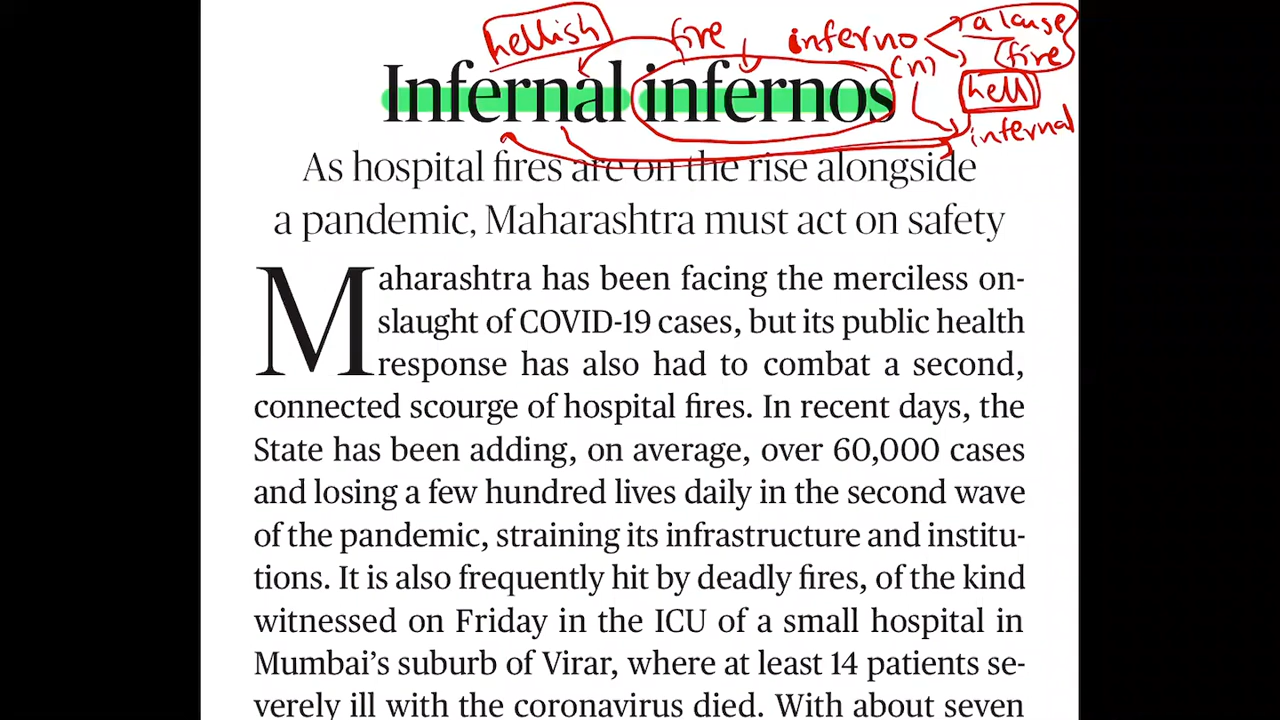 hellish fire inferno a large
(n) (fire
hell
infernal
Infernal infernos
As hospital fires are on the rise alongside
a pandemic, Maharashtra must act on safety
Maharashtra has been facing the merciless on-
slaught of COVID-19 cases, but its public health
response has also had to combat a second,
connected scourge of hospital fires. In recent days, the
State has been adding, on average, over 60,000 cases
and losing a few hundred lives daily in the second wave
of the pandemic, straining its infrastructure and institu-
tions. It is also frequently hit by deadly fires, of the kind
witnessed on Friday in the ICU of a small hospital in
Mumbai’s suburb of Virar, where at least 14 patients se-
verely ill with the coronavirus died. With about seven